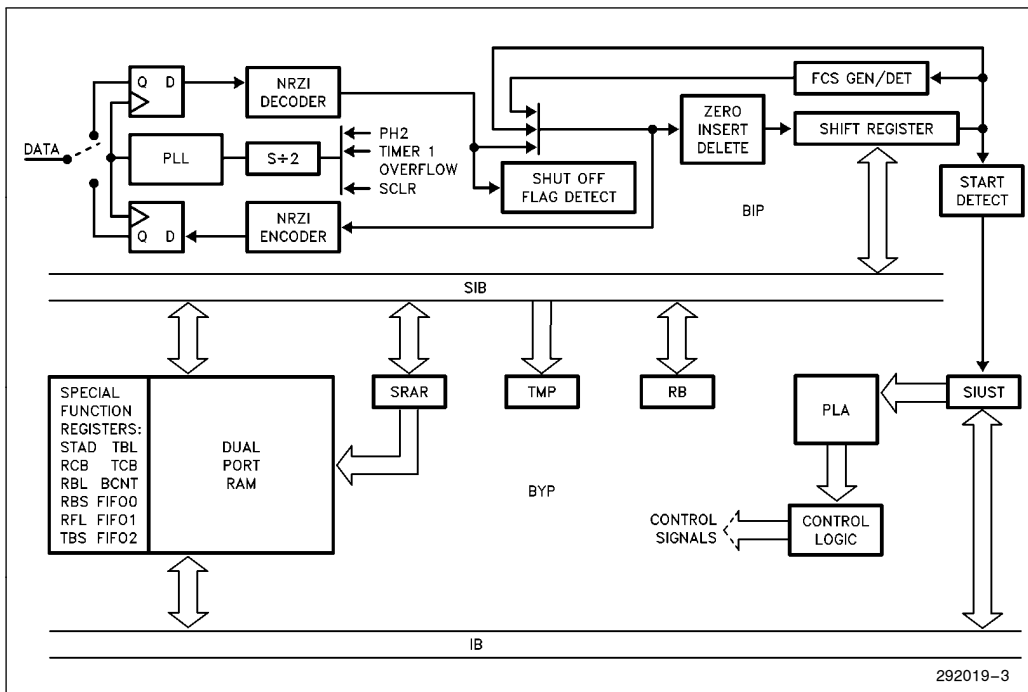 Q D
NRZI
DECODER
FCS GEN/DET
ZERO
INSERT
DELETE
SHIFT REGISTER
DATA
PLL
S÷2
PH2
TIMER 1
OVERFLOW
SCLR
SHUT OFF
FLAG DETECT
BIP
START
DETECT
Q D
NRZI
ENCODER
SIB
SPECIAL
FUNCTION
REGISTERS:
STAD TBL
RCB TCB
RBL BCNT
RBS FIFO0
RFL FIFO1
TBS FIFO2
DUAL
PORT
RAM
SRAR
TMP
RB
PLA
SIUST
BYP
CONTROL
SIGNALS
CONTROL
LOGIC
IB
292019-3